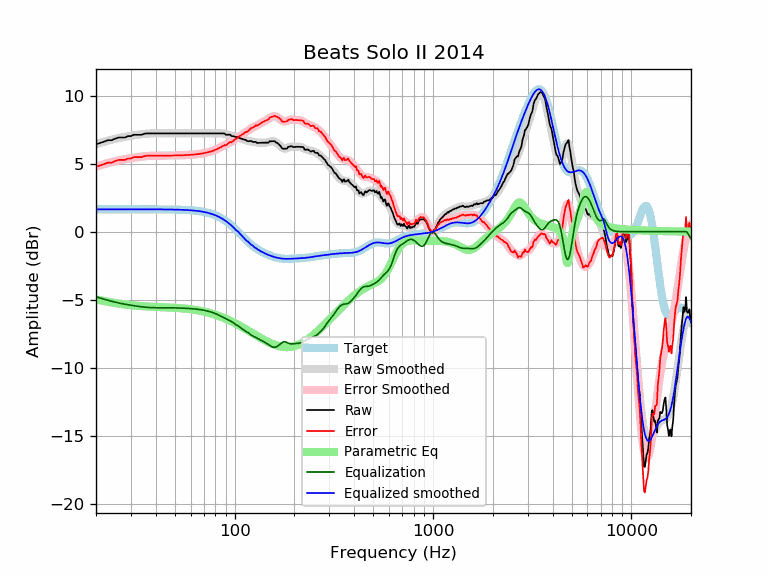 Beats Solo II 2014
Amplitude (dBr)
10
5
0
−5
−10
−15
−20
Target
Raw Smoothed
Error Smoothed
Raw
Error
Parametric Eq
Equalization
Equalized smoothed
100
1000
10000
Frequency (Hz)